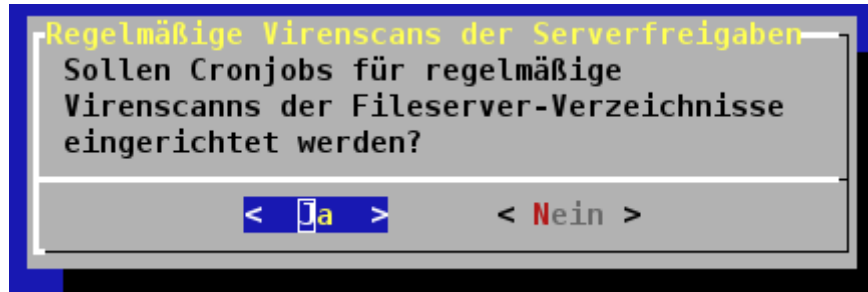 Regelmäßige Virenscans der Serverfreigaben
Sollen Cronjobs für regelmäßige
Virenscanns der Fileserver-Verzeichnisse
eingerichtet werden?
< Ja > < Nein >